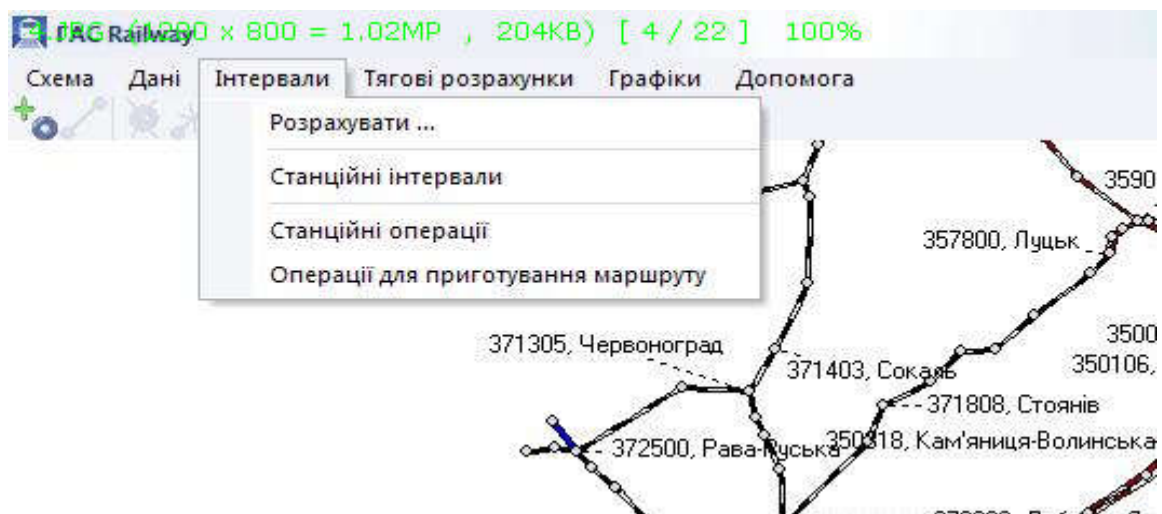 ГАС Railway
0 x 800 = 1.02MP , 204KB) [ 4 / 22 ] 100%
Схема Дані Інтервали Тягові розрахунки Графіки Допомога
Розрахувати ...
Станційні інтервали
Станційні операції
Операції для приготування маршруту
3590
357800, Луцьк
371305, Червоноград
3500
371403, Сокаль
350106,
371808, Стоянів
372500, Рава-Руська
350318, Кам'яниця-Волинська